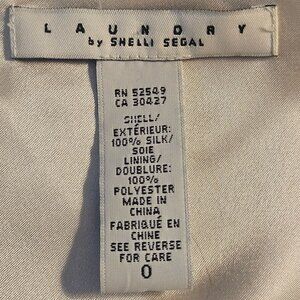 LAUNDRY
by SHELLI SEGAL
RN 52549
CA 30427
SHELL/
EXTÉRIEUR:
100% SILK/
SOIE
LINING/
DOUBLURE:
100%
POLYESTER
MADE IN
CHINA
FABRIQUÉ EN
CHINE
SEE REVERSE
FOR CARE
0